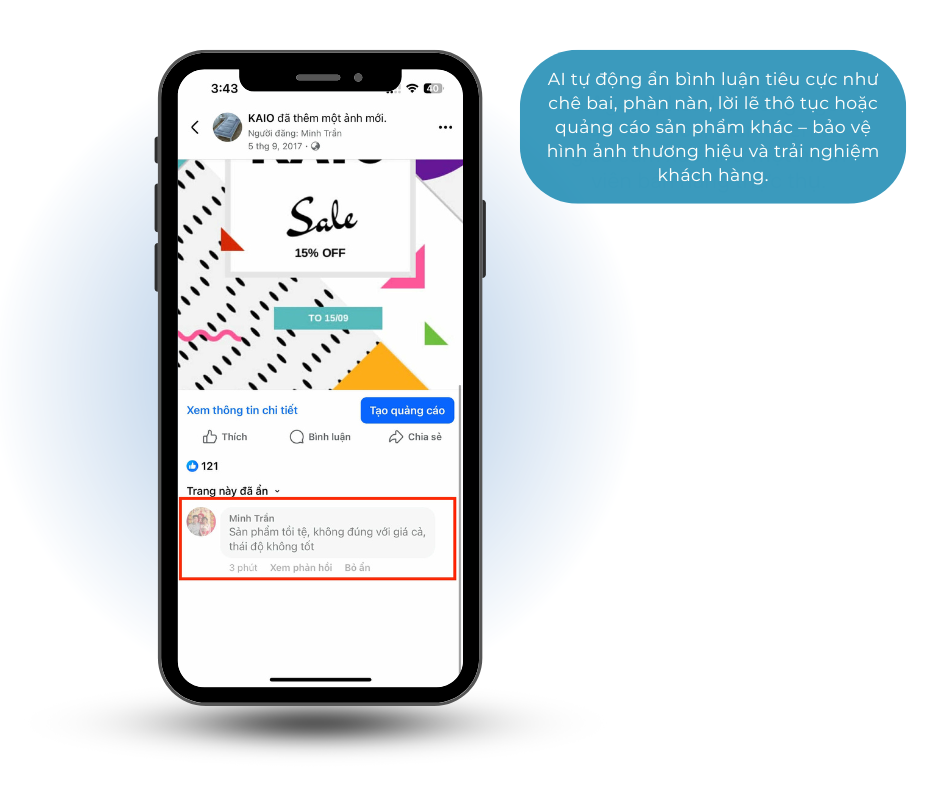 3:43
40
KAIO đã thêm một ảnh mới.
Người đăng: Minh Trần
5 thg 9, 2017 ·
KAIO
Sale
15% OFF
TO 15/09
Xem thông tin chi tiết
Tạo quảng cáo
Thích
Bình luận
Chia sẻ
121
Trang này đã ẩn
Minh Trần
Sản phẩm tồi tệ, không đúng với giá cả,
thái độ không tốt
3 phút Xem phản hồi Bỏ ẩn
AI tự động ẩn bình luận tiêu cực như
chê bai, phàn nàn, lời lẽ thô tục hoặc
quảng cáo sản phẩm khác – bảo vệ
hình ảnh thương hiệu và trải nghiệm
khách hàng.